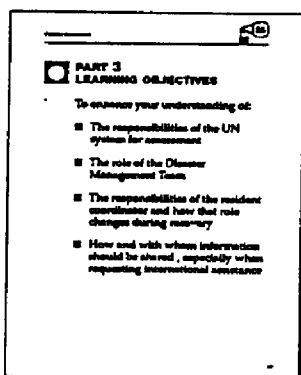 PART 3
LEARNING OBJECTIVES
To enhance your understanding of:
■ The responsibilities of the UN
system for assessment
■ The role of the Disaster
Management Team
■ The responsibilities of the resident
coordinator and how that role
changes during recovery
■ How and with whom information
should be shared , especially when
requesting international assistance